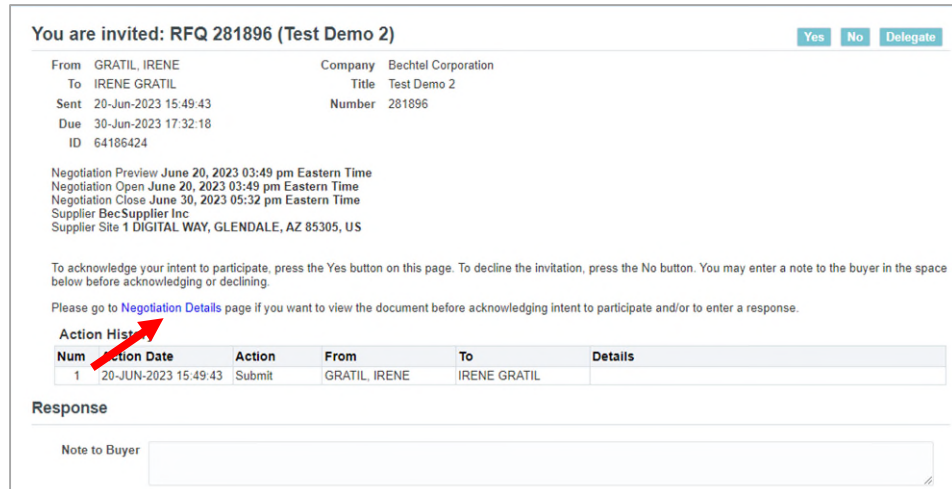 You are invited: RFQ 281896 (Test Demo 2)
Yes No Delegate
From GRATIL, IRENE Company Bechtel Corporation
To IRENE GRATIL Title Test Demo 2
Sent 20-Jun-2023 15:49:43 Number 281896
Due 30-Jun-2023 17:32:18
ID 64186424
Negotiation Preview June 20, 2023 03:49 pm Eastern Time
Negotiation Open June 20, 2023 03:49 pm Eastern Time
Negotiation Close June 30, 2023 05:32 pm Eastern Time
Supplier BecSupplier Inc
Supplier Site 1 DIGITAL WAY, GLENDALE, AZ 85305, US
To acknowledge your intent to participate, press the Yes button on this page. To decline the invitation, press the No button. You may enter a note to the buyer in the space
below before acknowledging or declining.
Please go to Negotiation Details page if you want to view the document before acknowledging intent to participate and/or to enter a response.
Action History
Num Action Date Action From To Details
1 20-JUN-2023 15:49:43 Submit GRATIL, IRENE IRENE GRATIL
Response
Note to Buyer